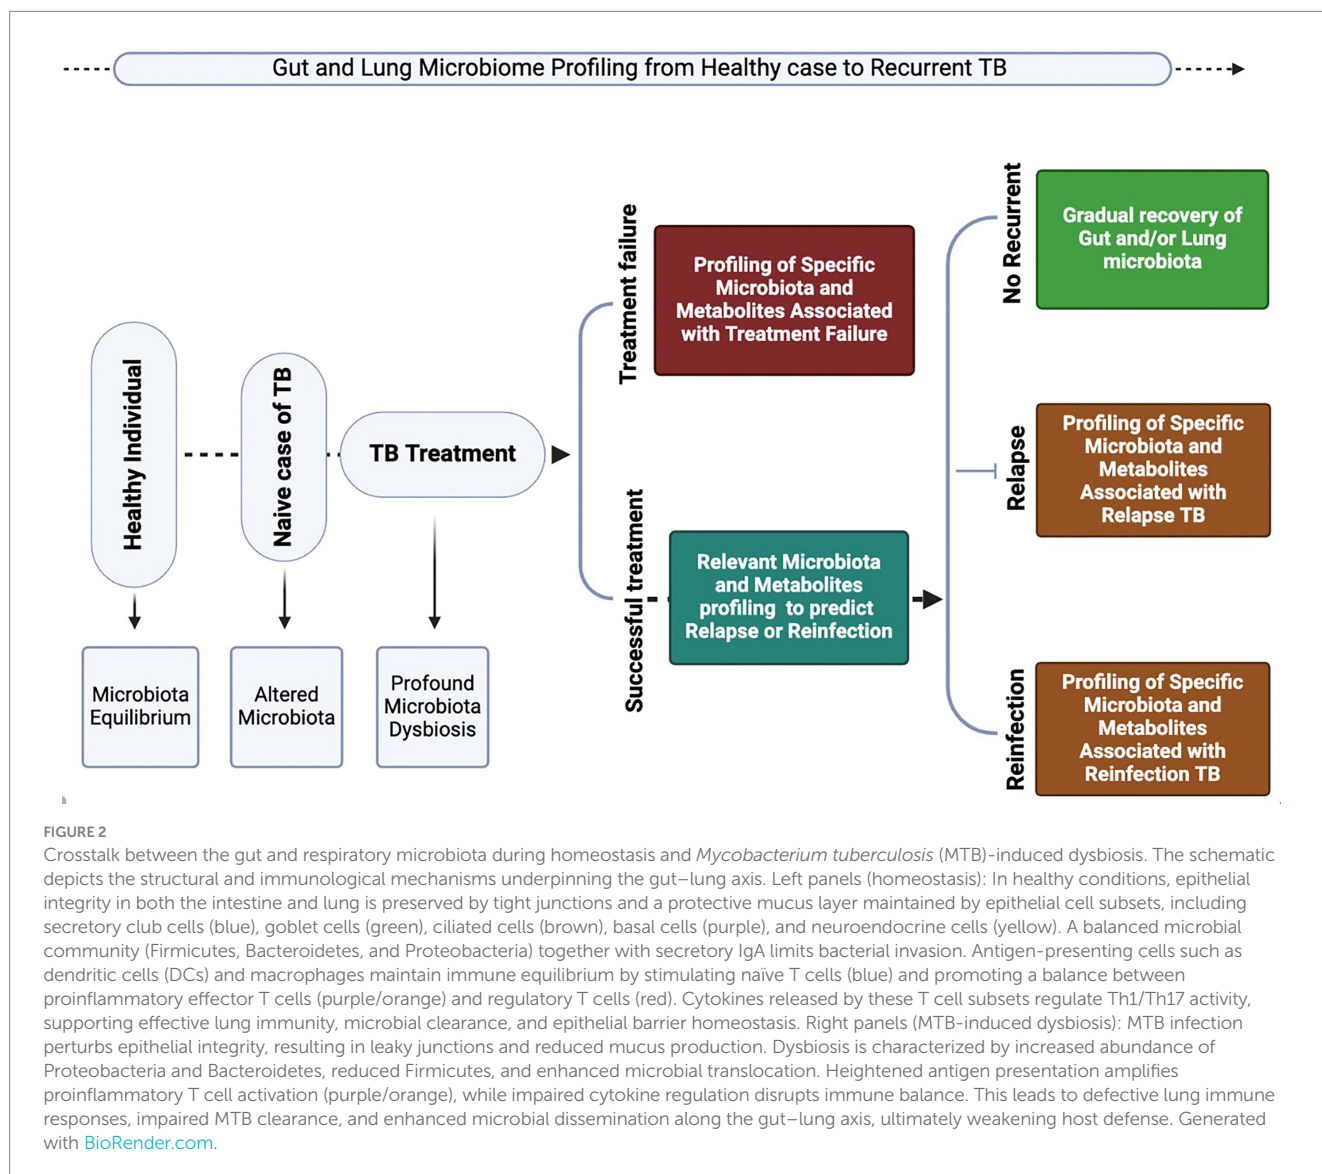 Gut and Lung Microbiome Profiling from Healthy case to Recurrent TB
Healthy Individual
Naive case of TB
TB Treatment
Microbiota
Equilibrium
Altered
Microbiota
Profound
Microbiota
Dysbiosis
Treatment failure
Profiling of Specific
Microbiota and
Metabolites Associated
with Treatment Failure
Successful treatment
Relevant Microbiota
and Metabolites
profiling to predict
Relapse or Reinfection
No Recurrent
Gradual recovery of
Gut and/or Lung
microbiota
Relapse
Profiling of Specific
Microbiota and
Metabolites
Associated with
Relapse TB
Reinfection
Profiling of Specific
Microbiota and
Metabolites
Associated with
Reinfection TB
FIGURE 2
Crosstalk between the gut and respiratory microbiota during homeostasis and Mycobacterium tuberculosis (MTB)-induced dysbiosis. The schematic
depicts the structural and immunological mechanisms underpinning the gut–lung axis. Left panels (homeostasis): In healthy conditions, epithelial
integrity in both the intestine and lung is preserved by tight junctions and a protective mucus layer maintained by epithelial cell subsets, including
secretory club cells (blue), goblet cells (green), ciliated cells (brown), basal cells (purple), and neuroendocrine cells (yellow). A balanced microbial
community (Firmicutes, Bacteroidetes, and Proteobacteria) together with secretory IgA limits bacterial invasion. Antigen-presenting cells such as
dendritic cells (DCs) and macrophages maintain immune equilibrium by stimulating naïve T cells (blue) and promoting a balance between
proinflammatory effector T cells (purple/orange) and regulatory T cells (red). Cytokines released by these T cell subsets regulate Th1/Th17 activity,
supporting effective lung immunity, microbial clearance, and epithelial barrier homeostasis. Right panels (MTB-induced dysbiosis): MTB infection
perturbs epithelial integrity, resulting in leaky junctions and reduced mucus production. Dysbiosis is characterized by increased abundance of
Proteobacteria and Bacteroidetes, reduced Firmicutes, and enhanced microbial translocation. Heightened antigen presentation amplifies
proinflammatory T cell activation (purple/orange), while impaired cytokine regulation disrupts immune balance. This leads to defective lung immune
responses, impaired MTB clearance, and enhanced microbial dissemination along the gut–lung axis, ultimately weakening host defense. Generated
with BioRender.com.